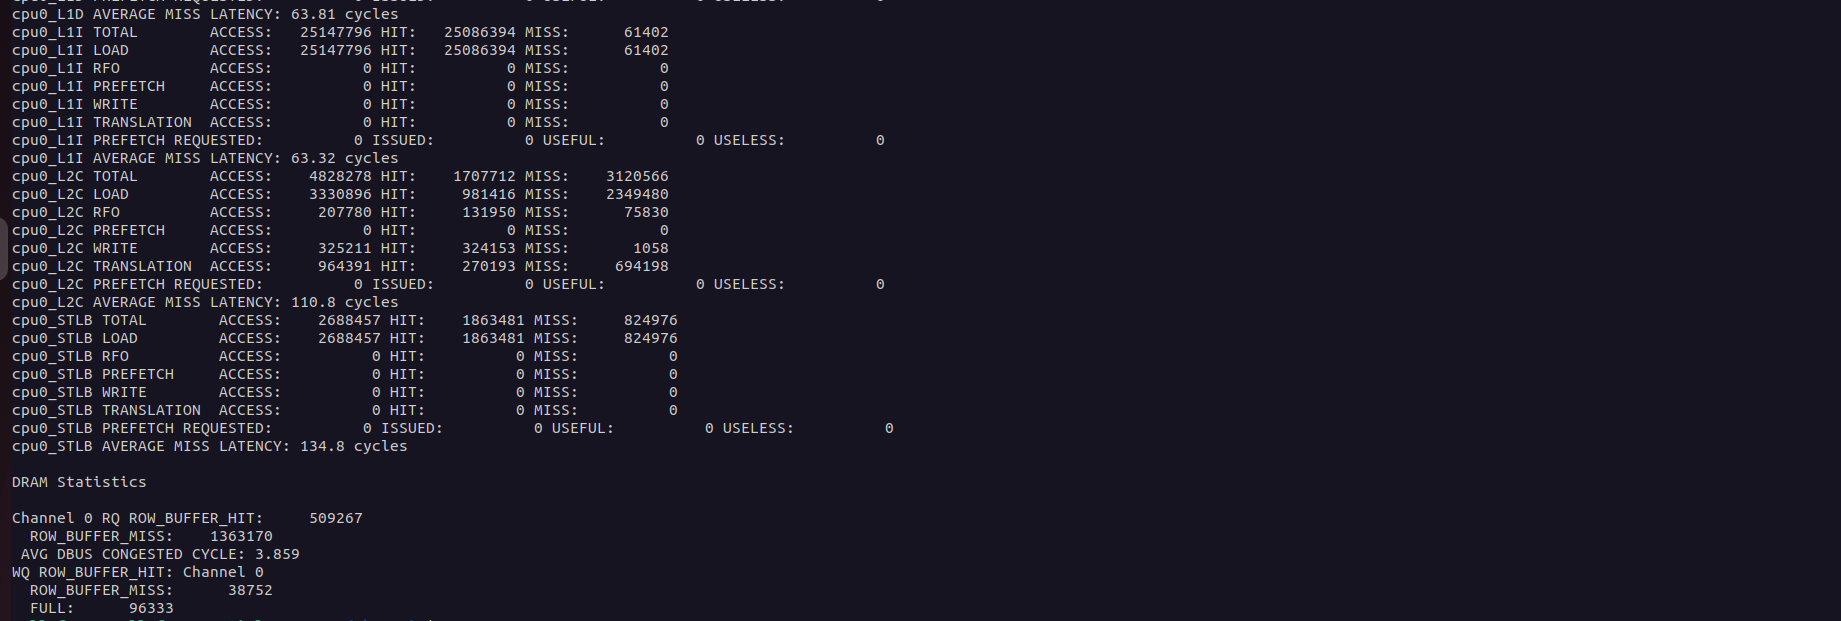 cpu0_L1D PREFETCH REQUESTED: 0 ISSUED: 0 USEFUL: 0 USELESS: 0
cpu0_L1D AVERAGE MISS LATENCY: 63.81 cycles
cpu0_L1I TOTAL ACCESS: 25147796 HIT: 25086394 MISS: 61402
cpu0_L1I LOAD ACCESS: 25147796 HIT: 25086394 MISS: 61402
cpu0_L1I RFO ACCESS: 0 HIT: 0 MISS: 0
cpu0_L1I PREFETCH ACCESS: 0 HIT: 0 MISS: 0
cpu0_L1I WRITE ACCESS: 0 HIT: 0 MISS: 0
cpu0_L1I TRANSLATION ACCESS: 0 HIT: 0 MISS: 0
cpu0_L1I PREFETCH REQUESTED: 0 ISSUED: 0 USEFUL: 0 USELESS: 0
cpu0_L1I AVERAGE MISS LATENCY: 63.32 cycles
cpu0_L2C TOTAL ACCESS: 4828278 HIT: 1707712 MISS: 3120566
cpu0_L2C LOAD ACCESS: 3330896 HIT: 981416 MISS: 2349480
cpu0_L2C RFO ACCESS: 207780 HIT: 131950 MISS: 75830
cpu0_L2C PREFETCH ACCESS: 0 HIT: 0 MISS: 0
cpu0_L2C WRITE ACCESS: 325211 HIT: 324153 MISS: 1058
cpu0_L2C TRANSLATION ACCESS: 964391 HIT: 270193 MISS: 694198
cpu0_L2C PREFETCH REQUESTED: 0 ISSUED: 0 USEFUL: 0 USELESS: 0
cpu0_L2C AVERAGE MISS LATENCY: 110.8 cycles
cpu0_STLB TOTAL ACCESS: 2688457 HIT: 1863481 MISS: 824976
cpu0_STLB LOAD ACCESS: 2688457 HIT: 1863481 MISS: 824976
cpu0_STLB RFO ACCESS: 0 HIT: 0 MISS: 0
cpu0_STLB PREFETCH ACCESS: 0 HIT: 0 MISS: 0
cpu0_STLB WRITE ACCESS: 0 HIT: 0 MISS: 0
cpu0_STLB TRANSLATION ACCESS: 0 HIT: 0 MISS: 0
cpu0_STLB PREFETCH REQUESTED: 0 ISSUED: 0 USEFUL: 0 USELESS: 0
cpu0_STLB AVERAGE MISS LATENCY: 134.8 cycles
DRAM Statistics
Channel 0 RQ ROW_BUFFER_HIT: 509267
ROW_BUFFER_MISS: 1363170
AVG DBUS CONGESTED CYCLE: 3.859
WQ ROW_BUFFER_HIT: Channel 0
ROW_BUFFER_MISS: 38752
FULL: 96333